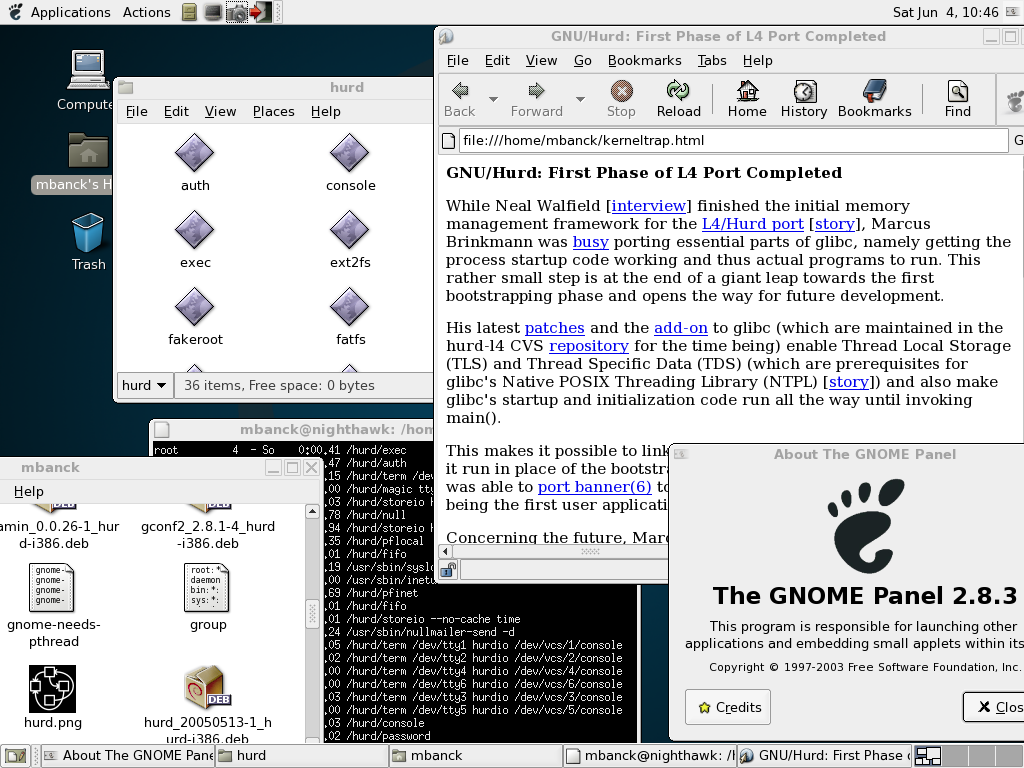 Applications Actions
Sat Jun 4, 10:46
Compute
mbanck's H
Trash
hurd
File Edit View Places Help
auth console
exec ext2fs
fakeroot fatfs
hurd 36 items, Free space: 0 bytes
GNU/Hurd: First Phase of L4 Port Completed
File Edit View Go Bookmarks Tabs Help
Back Forward Stop Reload Home History Bookmarks Find
file:///home/mbanck/kerneltrap.html G
GNU/Hurd: First Phase of L4 Port Completed
While Neal Walfield [interview] finished the initial memory
management framework for the L4/Hurd port [story], Marcus
Brinkmann was busy porting essential parts of glibc, namely getting the
process startup code working and thus actual programs to run. This
rather small step is at the end of a giant leap towards the first
bootstrapping phase and opens the way for future development.
His latest patches and the add-on to glibc (which are maintained in the
hurd-l4 CVS repository for the time being) enable Thread Local Storage
(TLS) and Thread Specific Data (TDS) (which are prerequisites for
glibc's Native POSIX Threading Library (NTPL) [story]) and also make
glibc's startup and initialization code run all the way until invoking
main().
This makes it possible to link
it run in place of the bootstra
was able to port banner(6) to
being the first user applicati
Concerning the future, Marc
mbanck@nighthawk: /hom
root 4 - So 0:00.41 /hurd/exec
.47 /hurd/auth
.15 /hurd/term /dev
.00 /hurd/magic tty
.03 /hurd/storeio h
.78 /hurd/null
.94 /hurd/storeio h
.35 /hurd/pflocal
.01 /hurd/fifo
.19 /usr/sbin/syslo
.00 /usr/sbin/inetu
.69 /hurd/pfinet
.01 /hurd/fifo
.01 /hurd/storeio --no-cache time
.24 /usr/sbin/nullmailer-send -d
.05 /hurd/term /dev/tty1 hurdio /dev/vcs/1/console
.02 /hurd/term /dev/tty2 hurdio /dev/vcs/2/console
.00 /hurd/term /dev/tty4 hurdio /dev/vcs/4/console
.00 /hurd/term /dev/tty6 hurdio /dev/vcs/6/console
.03 /hurd/term /dev/tty3 hurdio /dev/vcs/3/console
.00 /hurd/term /dev/tty5 hurdio /dev/vcs/5/console
.03 /hurd/console
.02 /hurd/password
mbanck
Help
amin_0.0.26-1_hur
d-i386.deb
gconf2_2.8.1-4_hurd
-i386.deb
gnome-
gnome-
gnome-
gnome-
gnome-needs-
pthread
root:*:
daemon
bin:*:
sys:*:
group
hurd.png
DEB
hurd_20050513-1_h
urd-i386.deb
About The GNOME Panel
The GNOME Panel 2.8.3
This program is responsible for launching other
applications and embedding small applets within its
Copyright © 1997-2003 Free Software Foundation, Inc.
Credits Clos
About The GNOME Pane hurd mbanck mbanck@nighthawk: /h GNU/Hurd: First Phase o